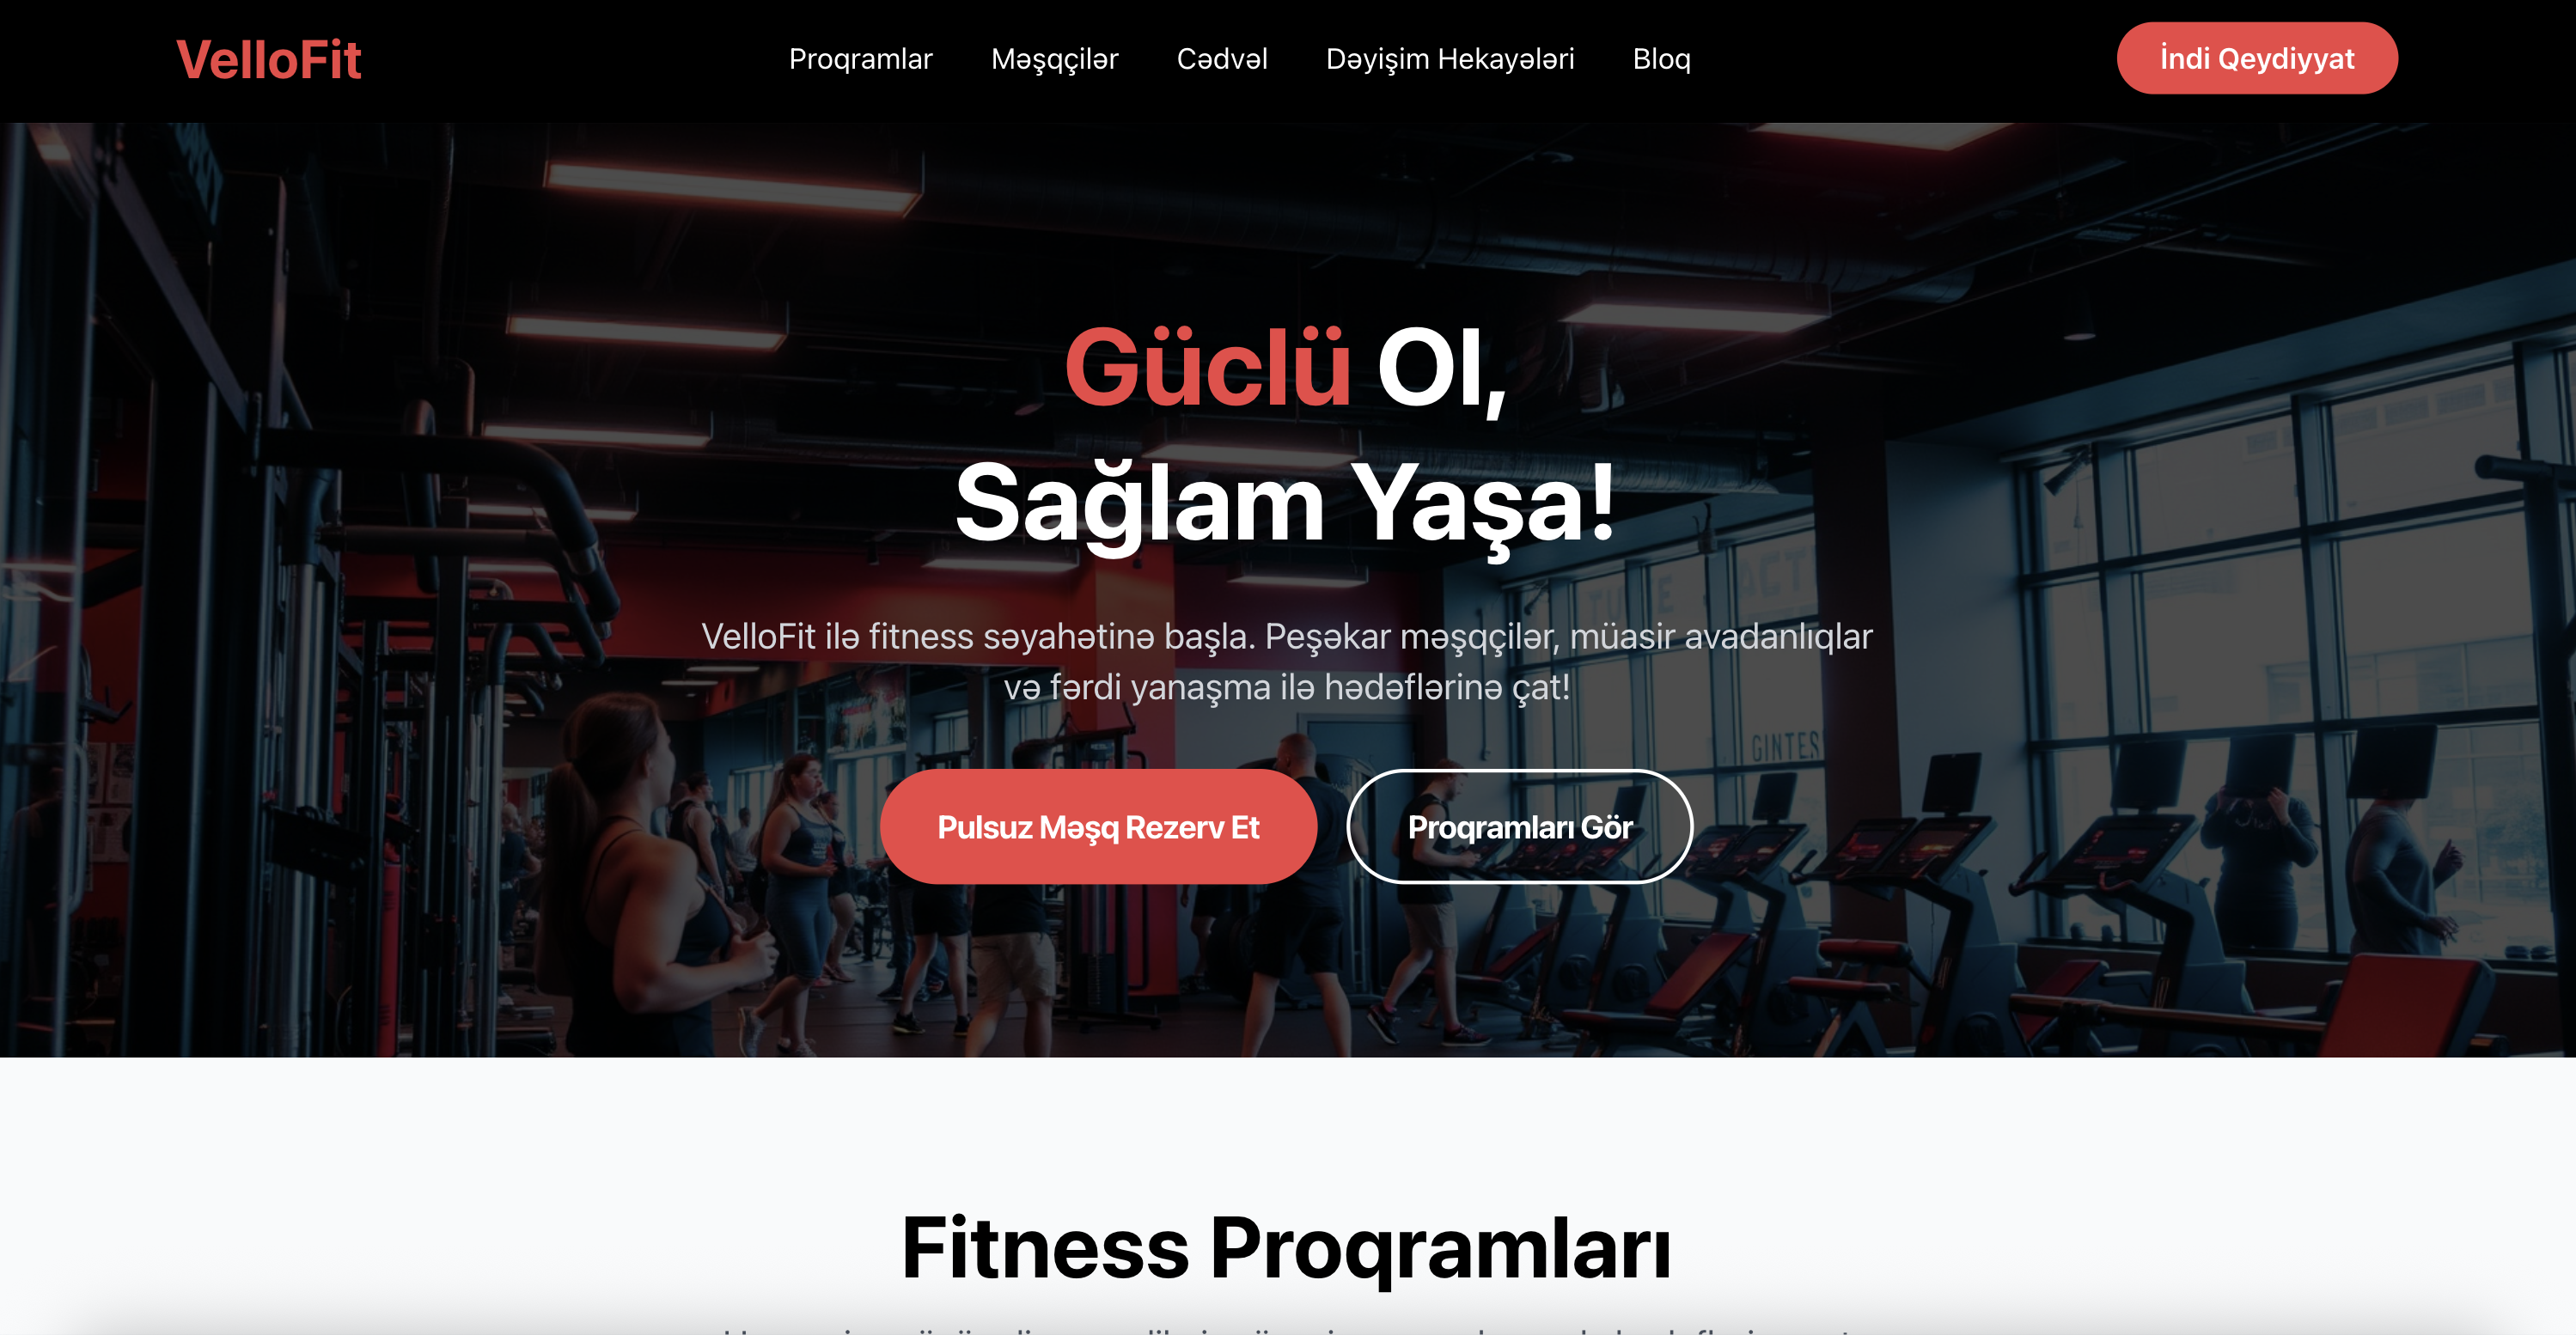 VelloFit
Proqramlar
Məşqçilər
Cədvəl
Dəyişim Hekayələri
Bloq
İndi Qeydiyyat
Güclü Ol,
Sağlam Yaşa!
VelloFit ilə fitness səyahətinə başla. Peşəkar məşqçilər, müasir avadanlıqlar
və fərdi yanaşma ilə hədəflərinə çat!
GINTES
Pulsuz Məşq Rezerv Et
Proqramları Gör
Fitness Proqramları